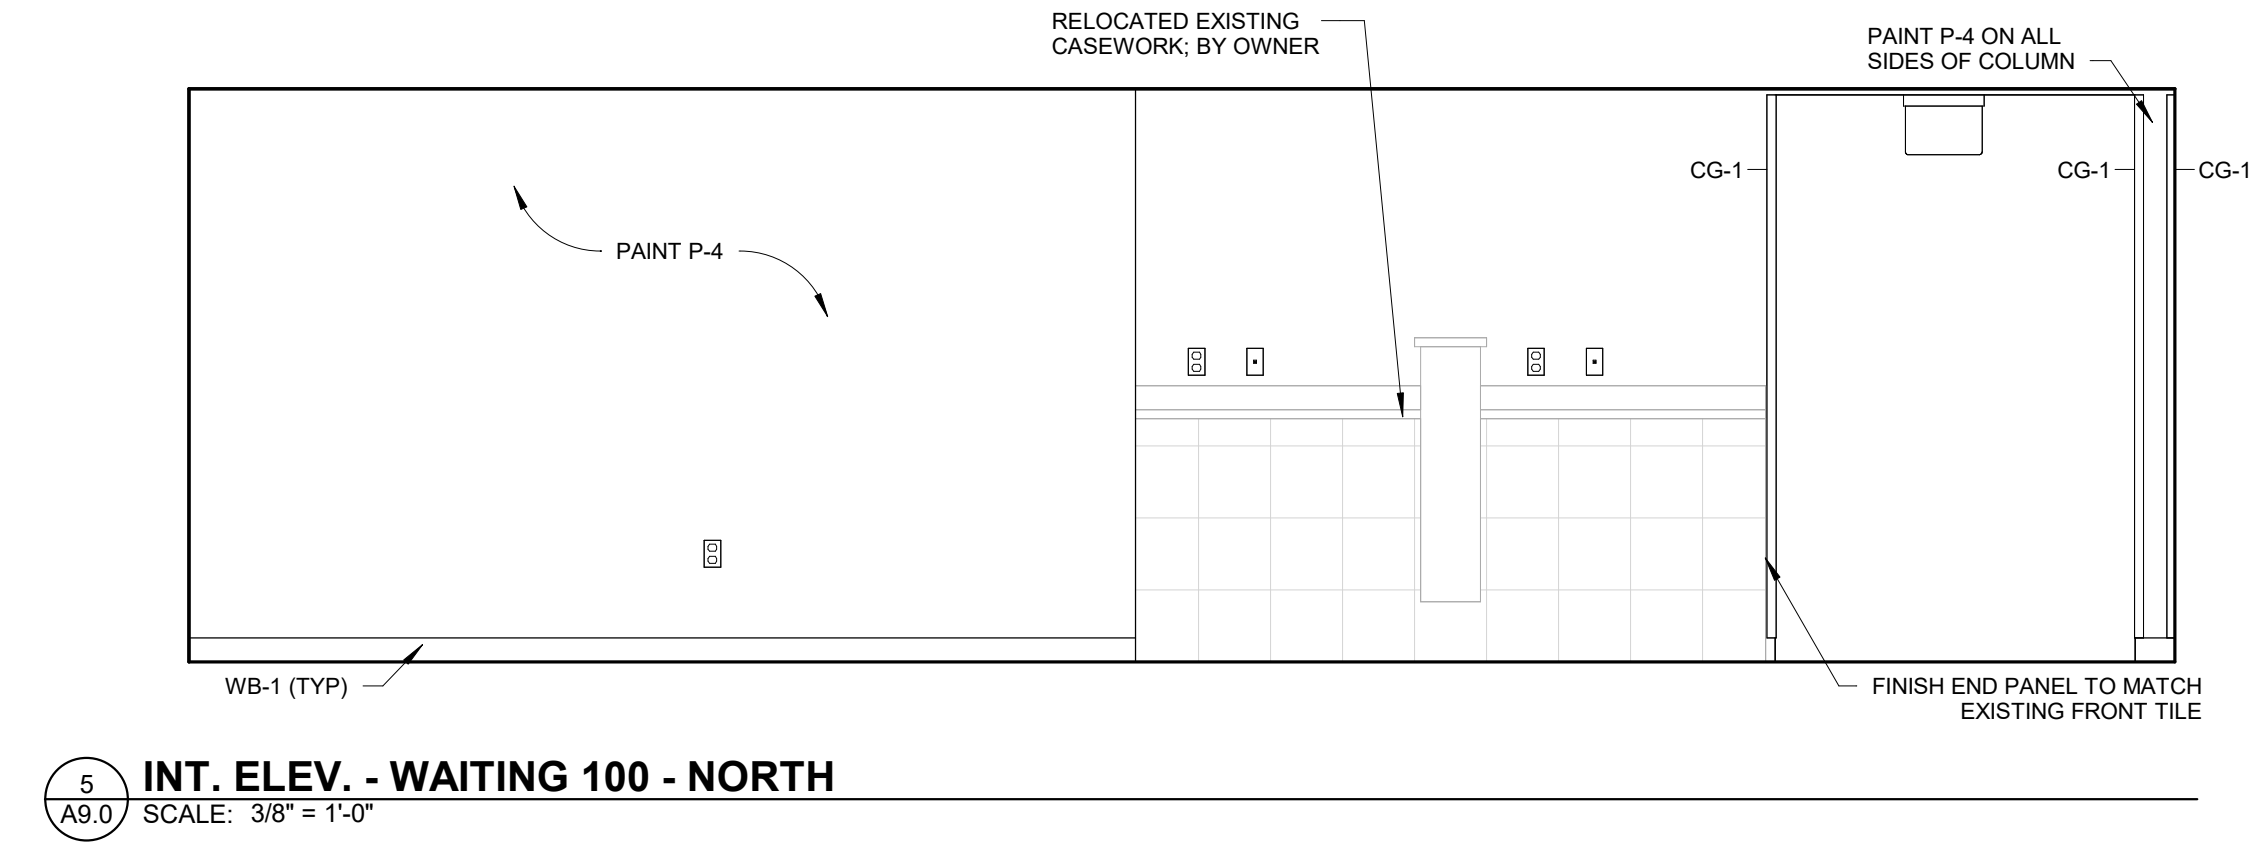 RELOCATED EXISTING
CASEWORK; BY OWNER
PAINT P-4 ON ALL
SIDES OF COLUMN
CG-1
CG-1
CG-1
PAINT P-4
WB-1 (TYP)
FINISH END PANEL TO MATCH
EXISTING FRONT TILE
5
INT. ELEV. - WAITING 100 - NORTH
A9.0
SCALE: 3/8" = 1'-0"